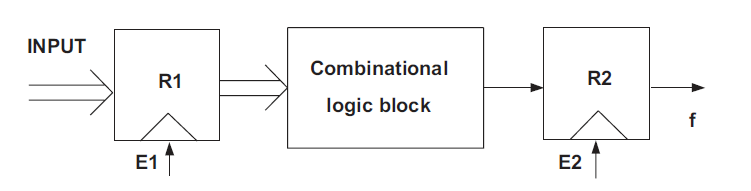 INPUT
R1
Combinational
logic block
R2
f
E1
E2